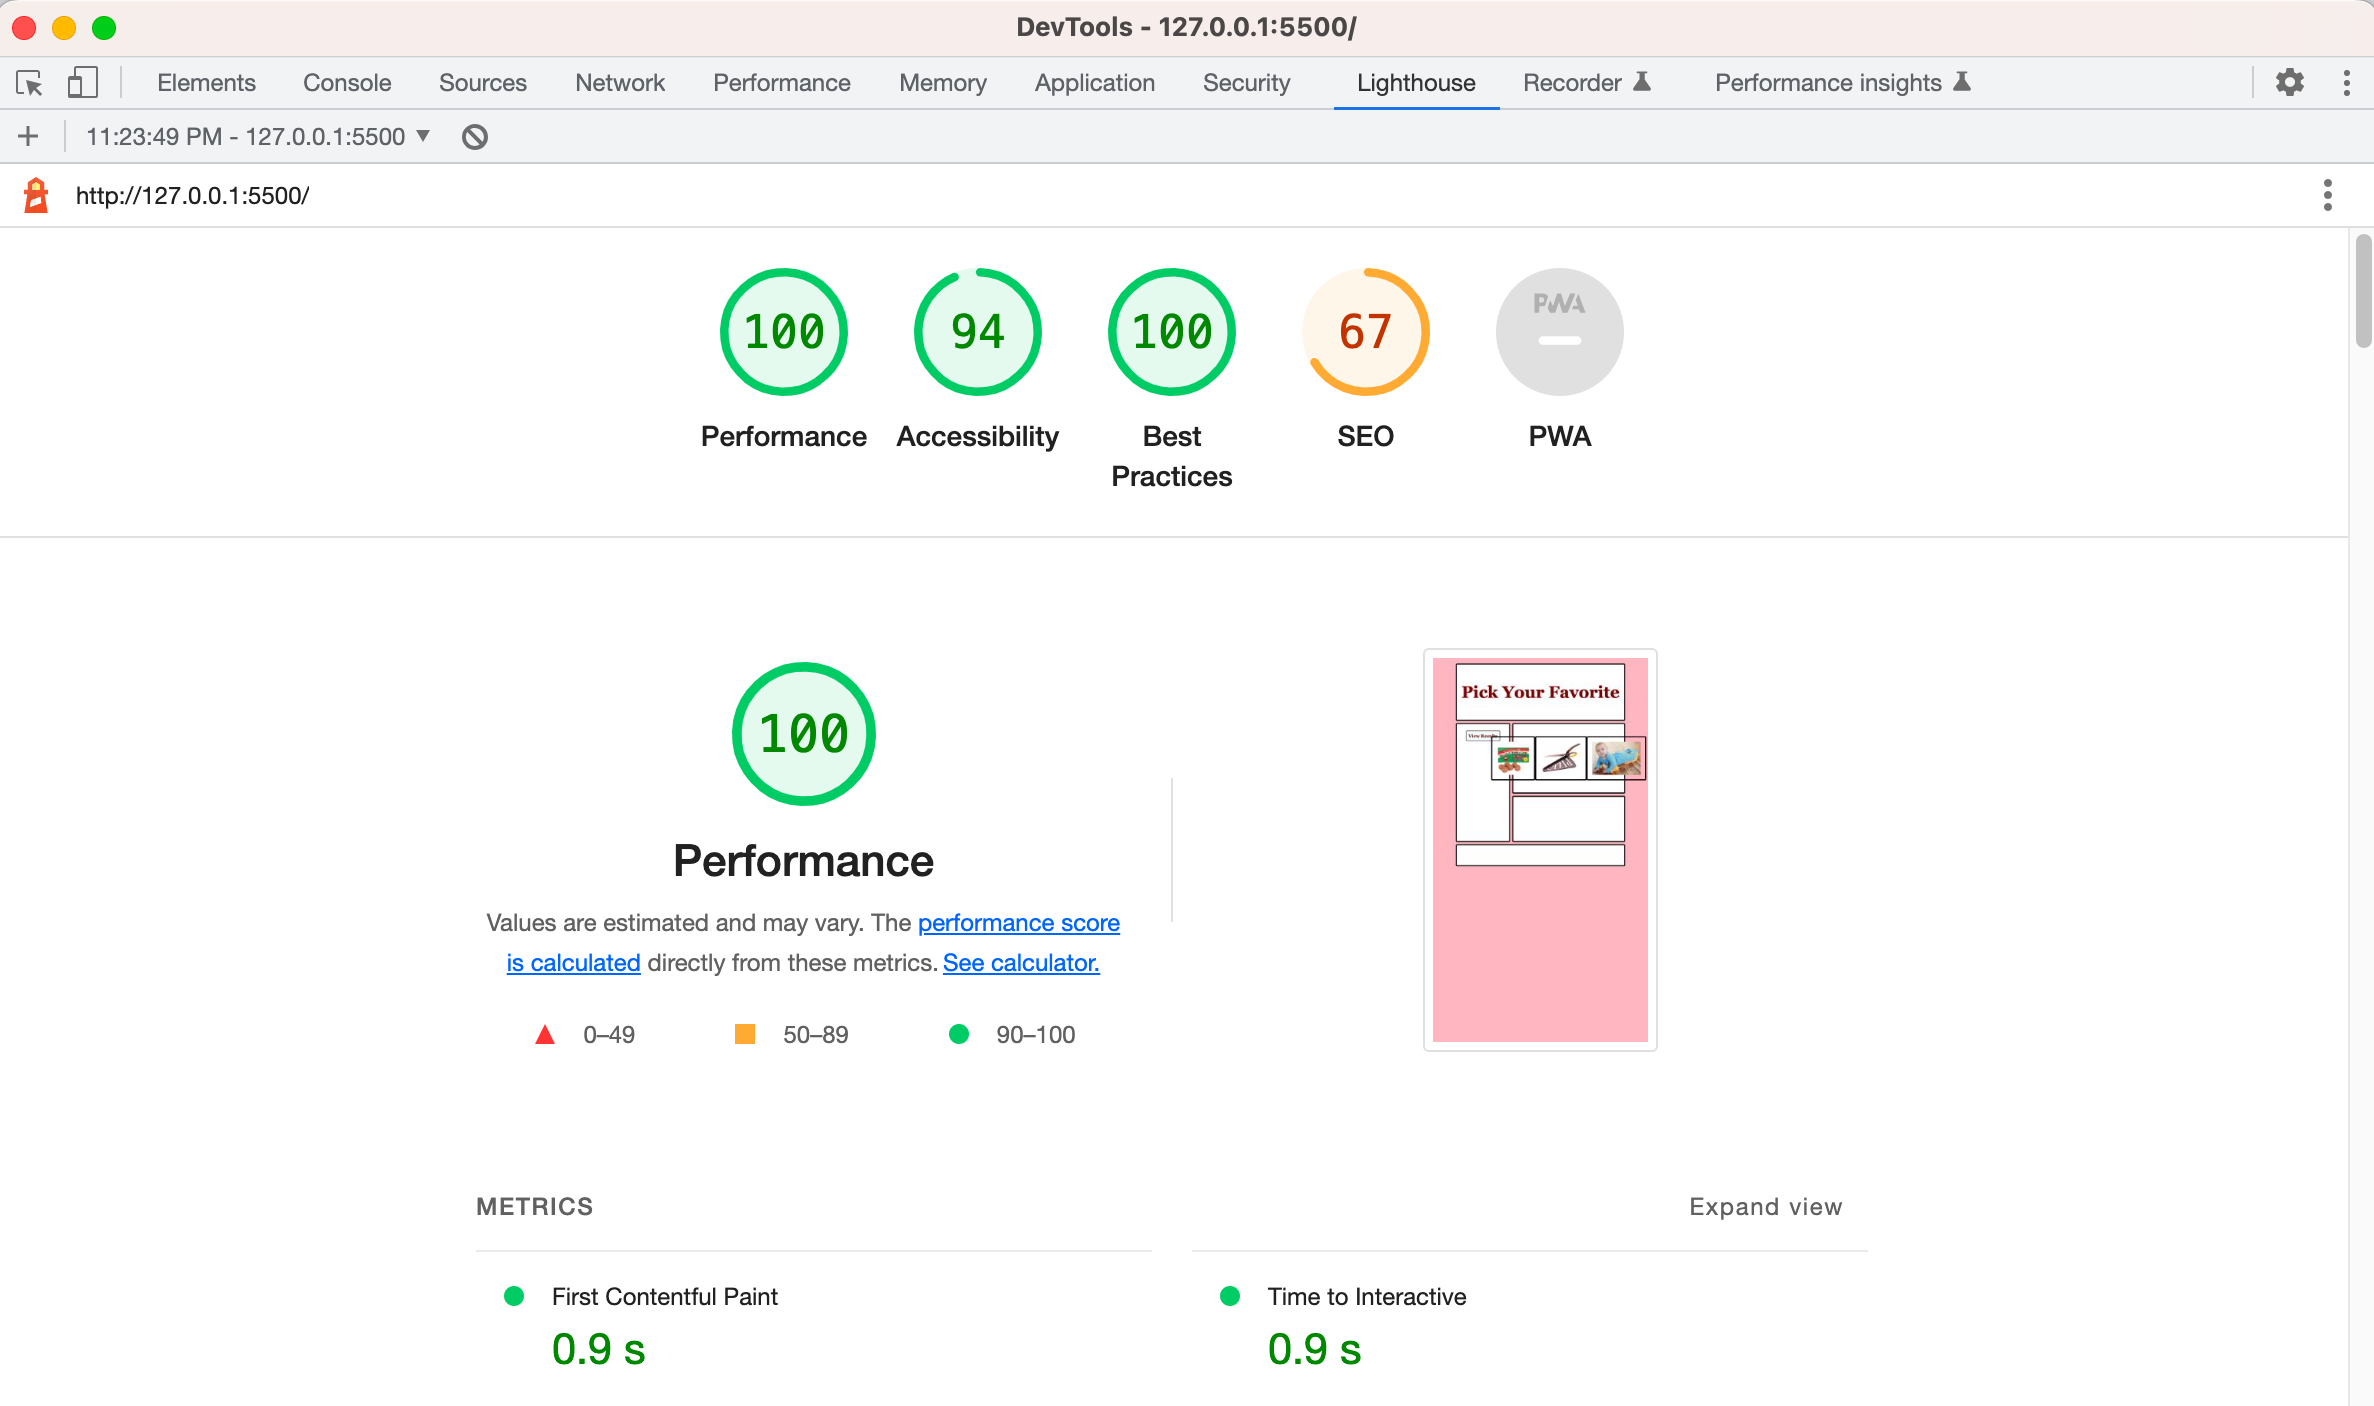 DevTools - 127.0.0.1:5500/
Elements Console Sources Network Performance Memory Application Security Lighthouse Recorder Performance insights
11:23:49 PM - 127.0.0.1:5500
http://127.0.0.1:5500/
100 94 100 67 PWA
Performance Accessibility Best Practices SEO PWA
100
Pick Your Favorite
View Results
Performance
Values are estimated and may vary. The performance score
is calculated directly from these metrics. See calculator.
0–49 50–89 90–100
METRICS Expand view
First Contentful Paint Time to Interactive
0.9 s 0.9 s